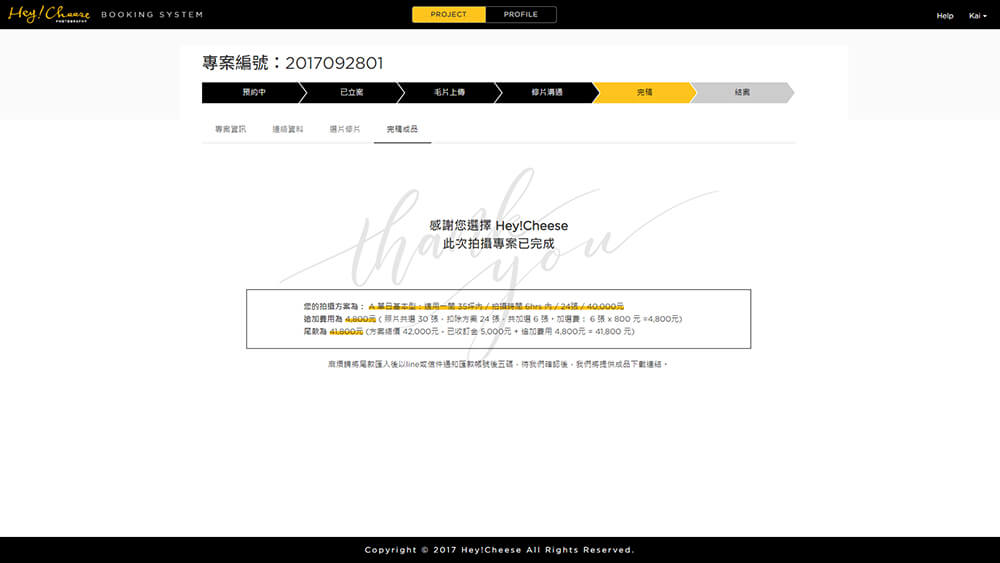 Hey! Cheese
PHOTOGRAPHY
BOOKING SYSTEM
PROJECT
PROFILE
Help
Kai
專案編號：2017092801
預約中
已立案
毛片上傳
修片溝通
完稿
結案
專案資訊
連絡資料
選片修片
完稿成品
thank you
感謝您選擇 Hey!Cheese
此次拍攝專案已完成
您的拍攝方案為： A 單日基本型：適用一間 35坪內 / 拍攝時間 6hrs 內 / 24張 / 40,000元
追加費用為 4,800元 ( 照片共選 30 張，扣除方案 24 張，共加選 6 張，加選費： 6 張 x 800 元 =4,800元)
尾款為 41,800元 (方案總價 42,000元，已收訂金 5,000元 + 追加費用 4,800元 = 41,800 元)
麻煩請將尾款匯入後以line或信件通知匯款帳號後五碼，待我們確認後，我們將提供成品下載連結。
Copyright © 2017 Hey!Cheese All Rights Reserved.